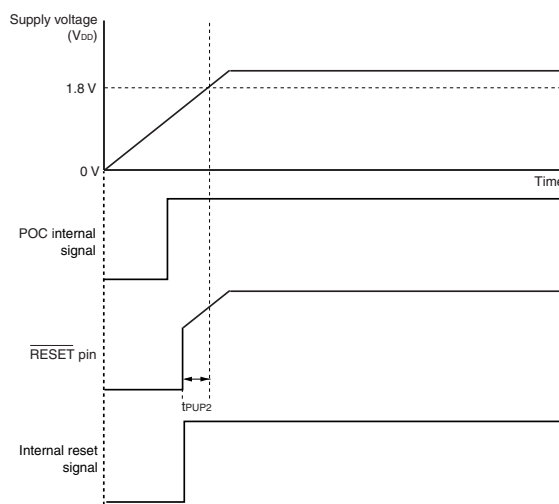 Supply voltage
(VDD)
1.8 V
0 V
Time
POC internal
signal
RESET pin
tPUP2
Internal reset
signal